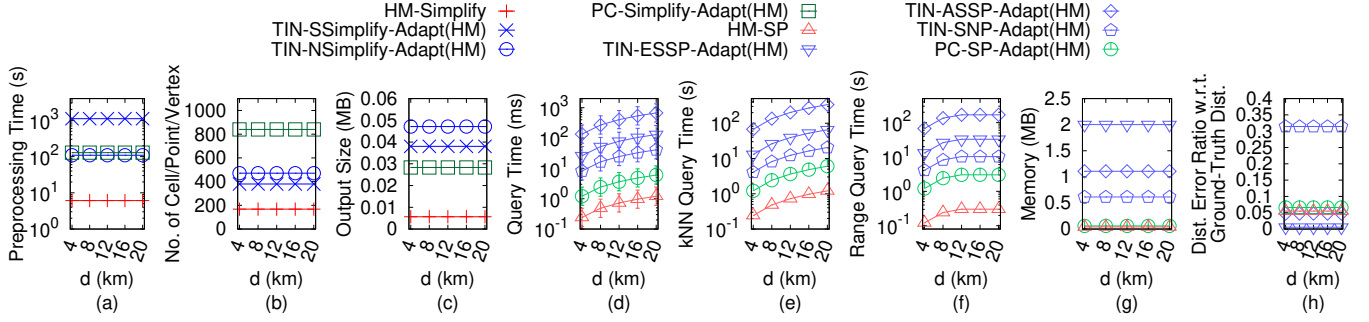 HM-Simplify
TIN-SSimplify-Adapt(HM)
TIN-NSimplify-Adapt(HM)
PC-Simplify-Adapt(HM)
HM-SP
TIN-ESSP-Adapt(HM)
TIN-ASSP-Adapt(HM)
TIN-SNP-Adapt(HM)
PC-SP-Adapt(HM)
Preprocessing Time (s)
10^3
10^2
10^1
10^0
4 8 12 16 20
d (km)
(a)
No. of Cell/Point/Vertex
1000
800
600
400
200
0
4 8 12 16 20
d (km)
(b)
Output Size (MB)
0.06
0.05
0.04
0.03
0.02
0.01
0
4 8 12 16 20
d (km)
(c)
Query Time (ms)
10^2
10^1
10^0
10^-1
4 8 12 16 20
d (km)
(d)
kNN Query Time (s)
10^2
10^1
10^0
10^-1
4 8 12 16 20
d (km)
(e)
Range Query Time (s)
10^2
10^1
10^0
10^-1
4 8 12 16 20
d (km)
(f)
Memory (MB)
2.5
2
1.5
1
0.5
0
4 8 12 16 20
d (km)
(g)
Dist. Error Ratio w.r.t.
Ground-Truth Dist.
0.4
0.35
0.3
0.2
0.1
0.05
0
4 8 12 16 20
d (km)
(h)